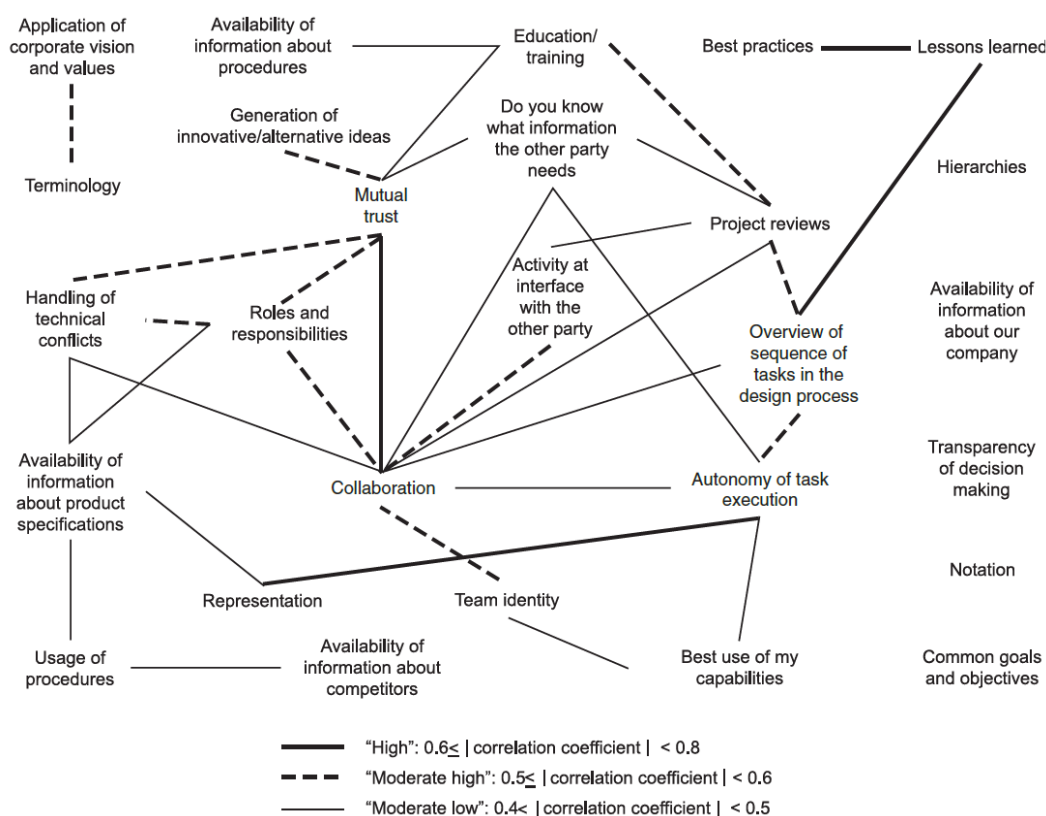 Application of
corporate vision
and values
Availability of
information about
procedures
Education/
training
Best practices
Lessons learned
Generation of
innovative/alternative ideas
Do you know
what information
the other party
needs
Hierarchies
Terminology
Mutual
trust
Project reviews
Handling of
technical
conflicts
Roles and
responsibilities
Activity at
interface
with the
other party
Overview of
sequence of
tasks in the
design process
Availability of
information
about our
company
Availability of
information
about product
specifications
Collaboration
Autonomy of task
execution
Transparency
of decision
making
Representation
Team identity
Notation
Usage of
procedures
Availability of
information about
competitors
Best use of my
capabilities
Common goals
and objectives
"High": 0.6≤ | correlation coefficient | < 0.8
"Moderate high": 0.5≤ | correlation coefficient | < 0.6
"Moderate low": 0.4< | correlation coefficient | < 0.5